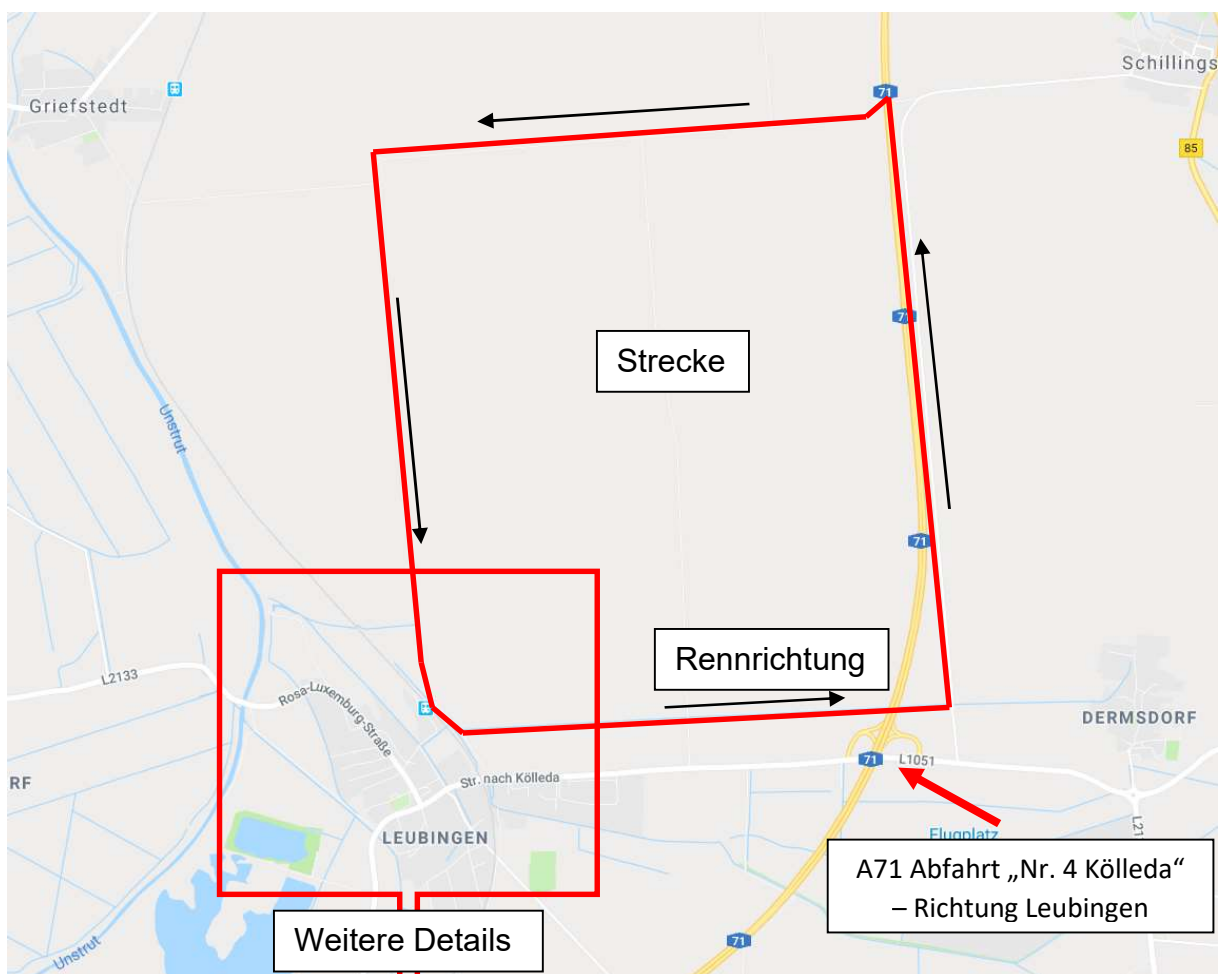 71
Schillings
Griefstedt
85
Strecke
71
Unstrut
71
Rennrichtung
L2133
Rosa-Luxemburg-Straße
DERMSDORF
71
L1051
RF
Str. nach Kölleda
LEUBINGEN
Flugplatz
L21
A71 Abfahrt „Nr. 4 Kölleda“
– Richtung Leubingen
Weitere Details
71
Unstrut